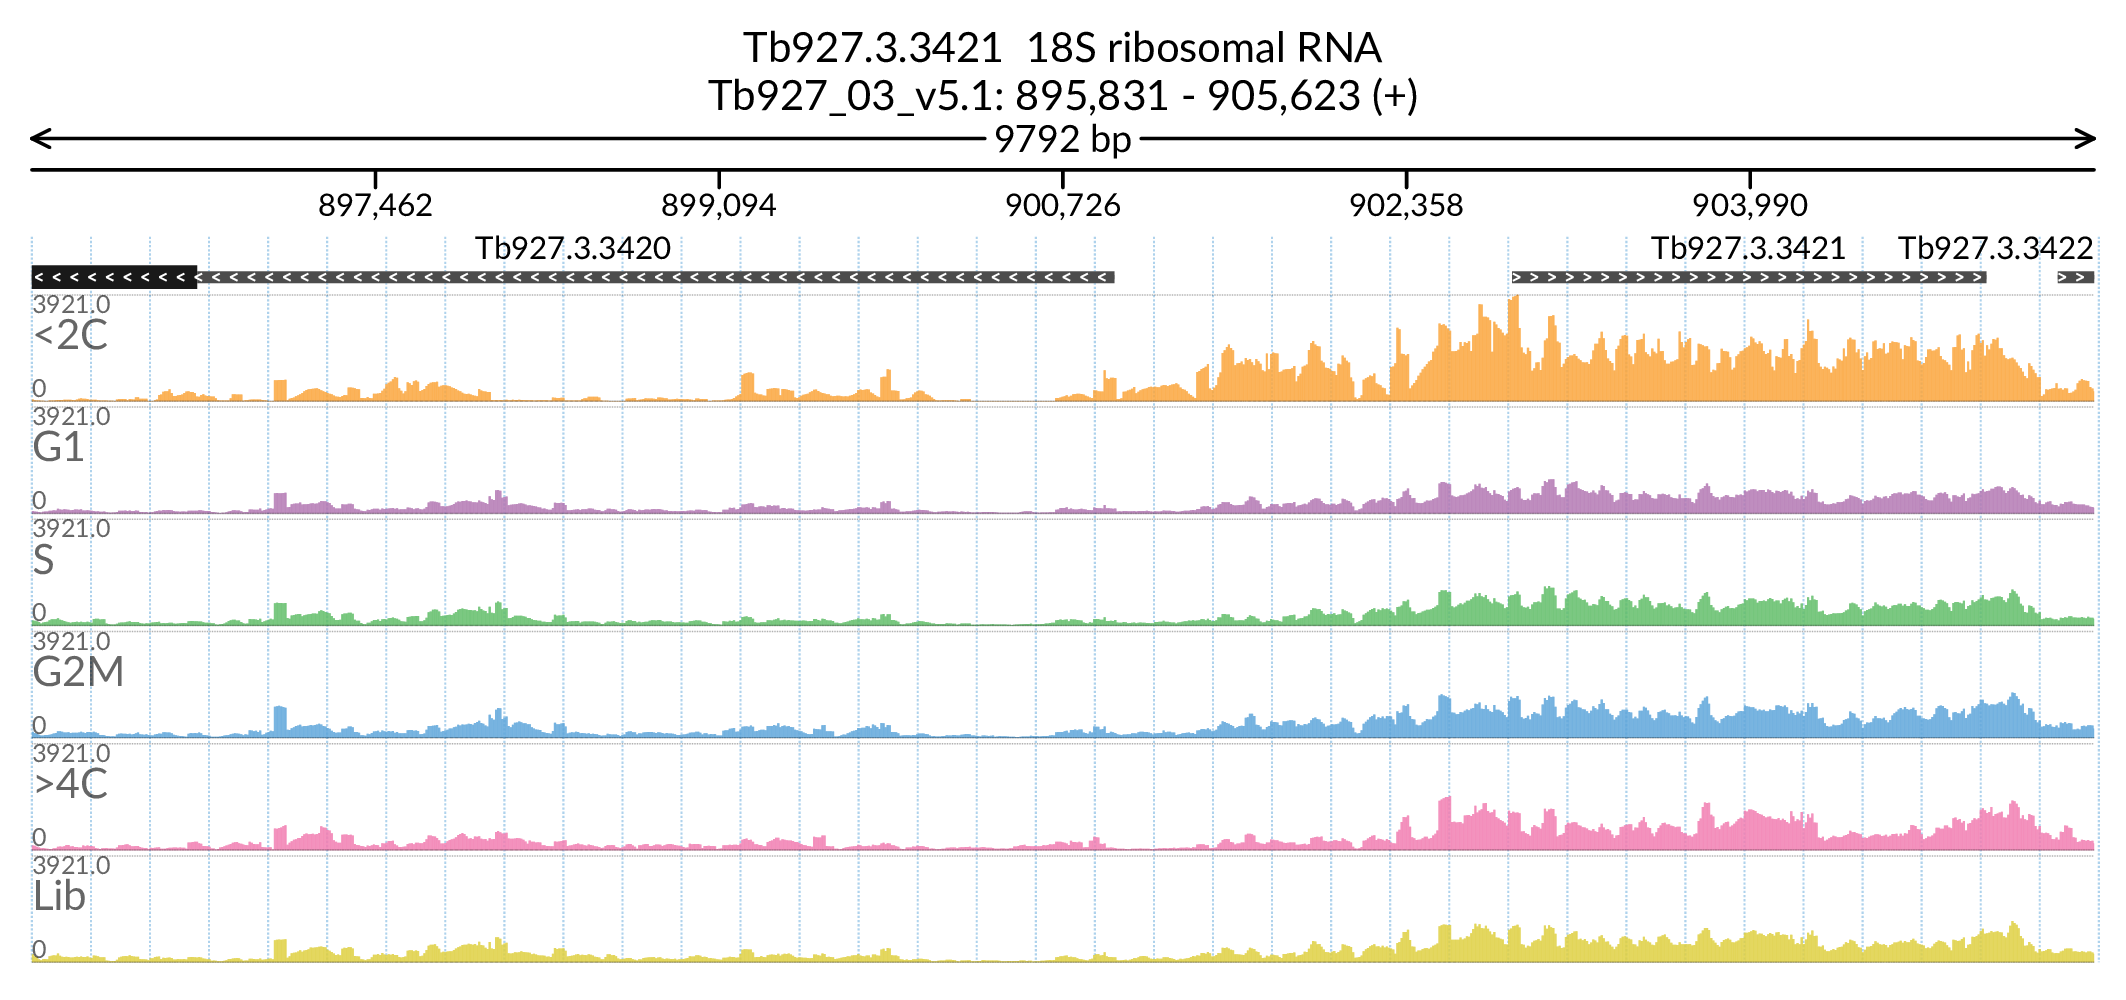 Tb927.3.3421 18S ribosomal RNA
Tb927_03_v5.1: 895,831 - 905,623 (+)
9792 bp
897,462 899,094 900,726 902,358 903,990
Tb927.3.3420 Tb927.3.3421 Tb927.3.3422
3921.0
<2C
0
3921.0
G1
0
3921.0
S
0
3921.0
G2M
0
3921.0
>4C
0
3921.0
Lib
0